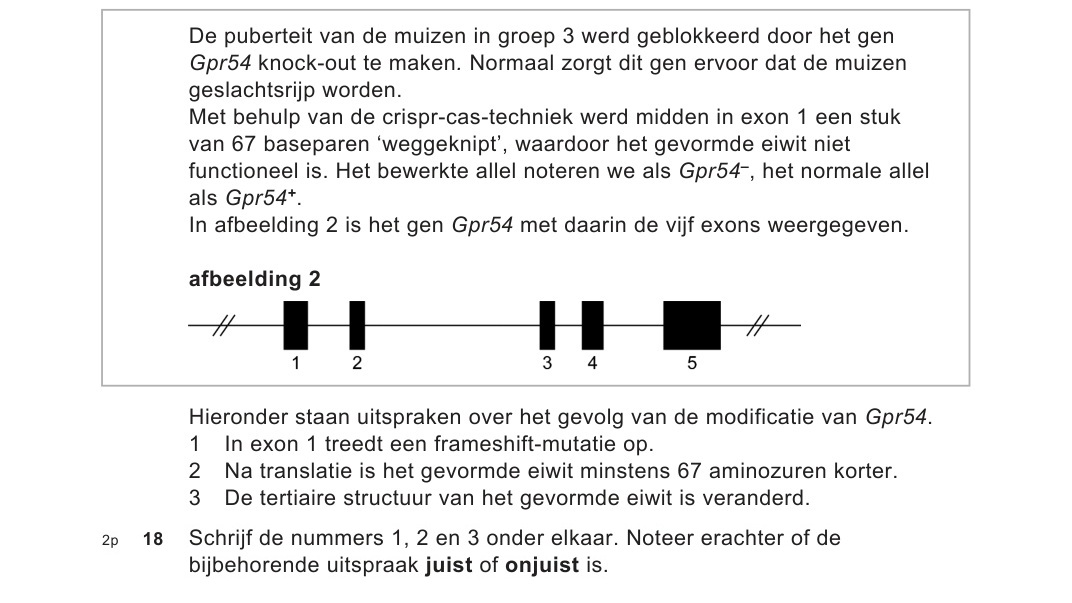 De puberteit van de muizen in groep 3 werd geblokkeerd door het gen
Gpr54 knock-out te maken. Normaal zorgt dit gen ervoor dat de muizen
geslachtsrijp worden.
Met behulp van de crispr-cas-techniek werd midden in exon 1 een stuk
van 67 baseparen ‘weggeknipt’, waardoor het gevormde eiwit niet
functioneel is. Het bewerkte allel noteren we als Gpr54⁻, het normale allel
als Gpr54⁺.
In afbeelding 2 is het gen Gpr54 met daarin de vijf exons weergegeven.
afbeelding 2
1 2 3 4 5
Hieronder staan uitspraken over het gevolg van de modificatie van Gpr54.
1 In exon 1 treedt een frameshift-mutatie op.
2 Na translatie is het gevormde eiwit minstens 67 aminozuren korter.
3 De tertiaire structuur van het gevormde eiwit is veranderd.
2p 18 Schrijf de nummers 1, 2 en 3 onder elkaar. Noteer erachter of de
bijbehorende uitspraak juist of onjuist is.